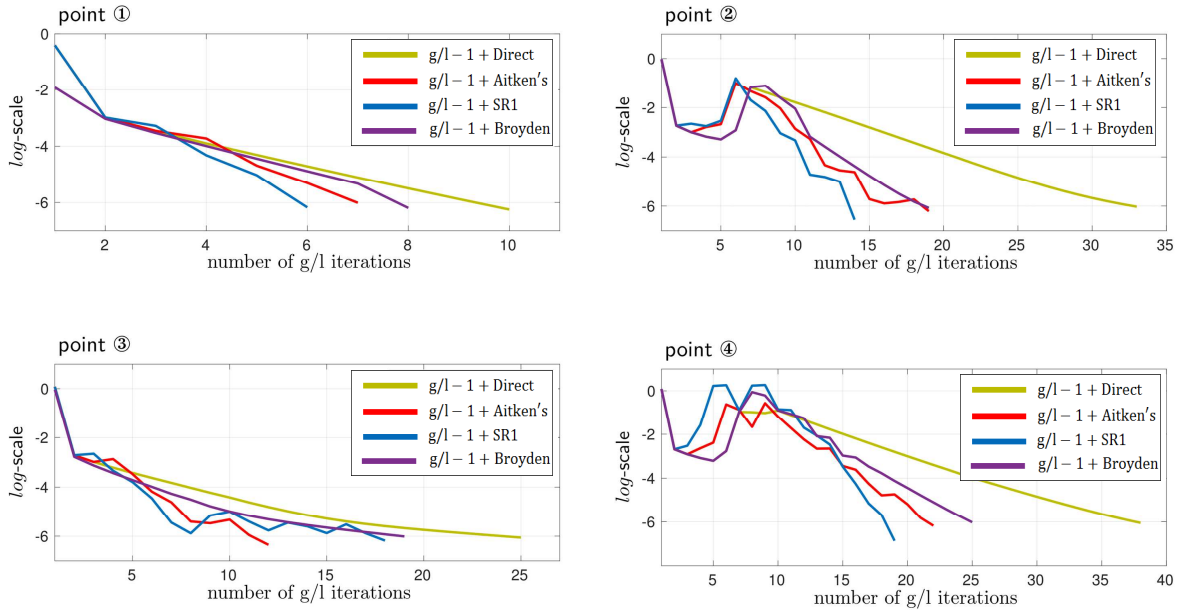 point ①
0
-2
-4
-6
log-scale
2
4
6
8
10
number of g/l iterations
g/l − 1 + Direct
g/l − 1 + Aitken's
g/l − 1 + SR1
g/l − 1 + Broyden
point ②
0
-2
-4
-6
log-scale
5
10
15
20
25
30
35
number of g/l iterations
g/l − 1 + Direct
g/l − 1 + Aitken's
g/l − 1 + SR1
g/l − 1 + Broyden
point ③
0
-2
-4
-6
log-scale
5
10
15
20
25
number of g/l iterations
g/l − 1 + Direct
g/l − 1 + Aitken's
g/l − 1 + SR1
g/l − 1 + Broyden
point ④
0
-2
-4
-6
log-scale
5
10
15
20
25
30
35
40
number of g/l iterations
g/l − 1 + Direct
g/l − 1 + Aitken's
g/l − 1 + SR1
g/l − 1 + Broyden